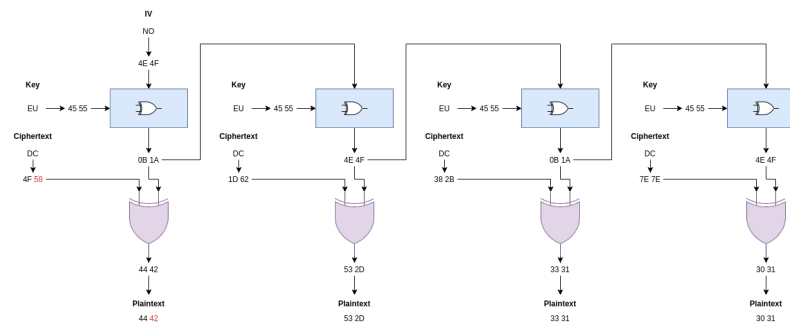 IV
NO
4E 4F
Key
EU
45 55
Ciphertext
DC
4F 58
0B 1A
44 42
Plaintext
44 42
Key
EU
45 55
Ciphertext
DC
1D 62
4E 4F
53 2D
Plaintext
53 2D
Key
EU
45 55
Ciphertext
DC
38 2B
0B 1A
33 31
Plaintext
33 31
Key
EU
45 55
Ciphertext
DC
7E 7E
4E 4F
30 31
Plaintext
30 31